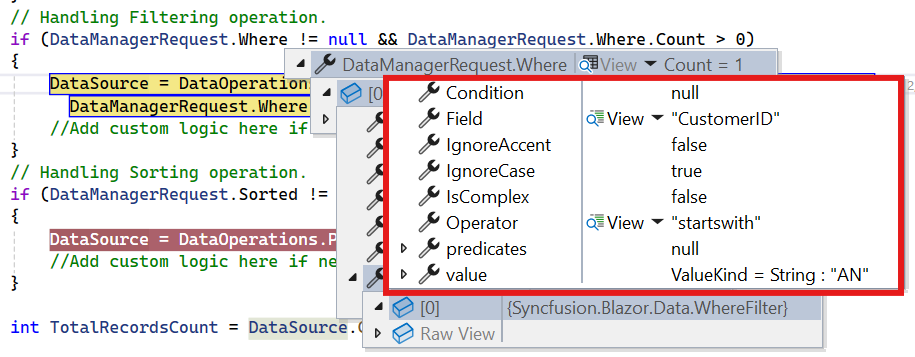 // Handling Filtering operation.
if (DataManagerRequest.Where != null && DataManagerRequest.Where.Count > 0)
{
DataManagerRequest.Where View Count = 1
DataSource = DataOperation
[0
Condition null
DataManagerRequest.Where
Field View "CustomerID"
//Add custom logic here if
IgnoreAccent false
}
IgnoreCase true
// Handling Sorting operation.
IsComplex false
if (DataManagerRequest.Sorted !=
Operator View "startswith"
{
DataSource = DataOperations.P
predicates null
//Add custom logic here if ne
value ValueKind = String : "AN"
}
[0] {Syncfusion.Blazor.Data.WhereFilter}
int TotalRecordsCount = DataSource.
Raw View